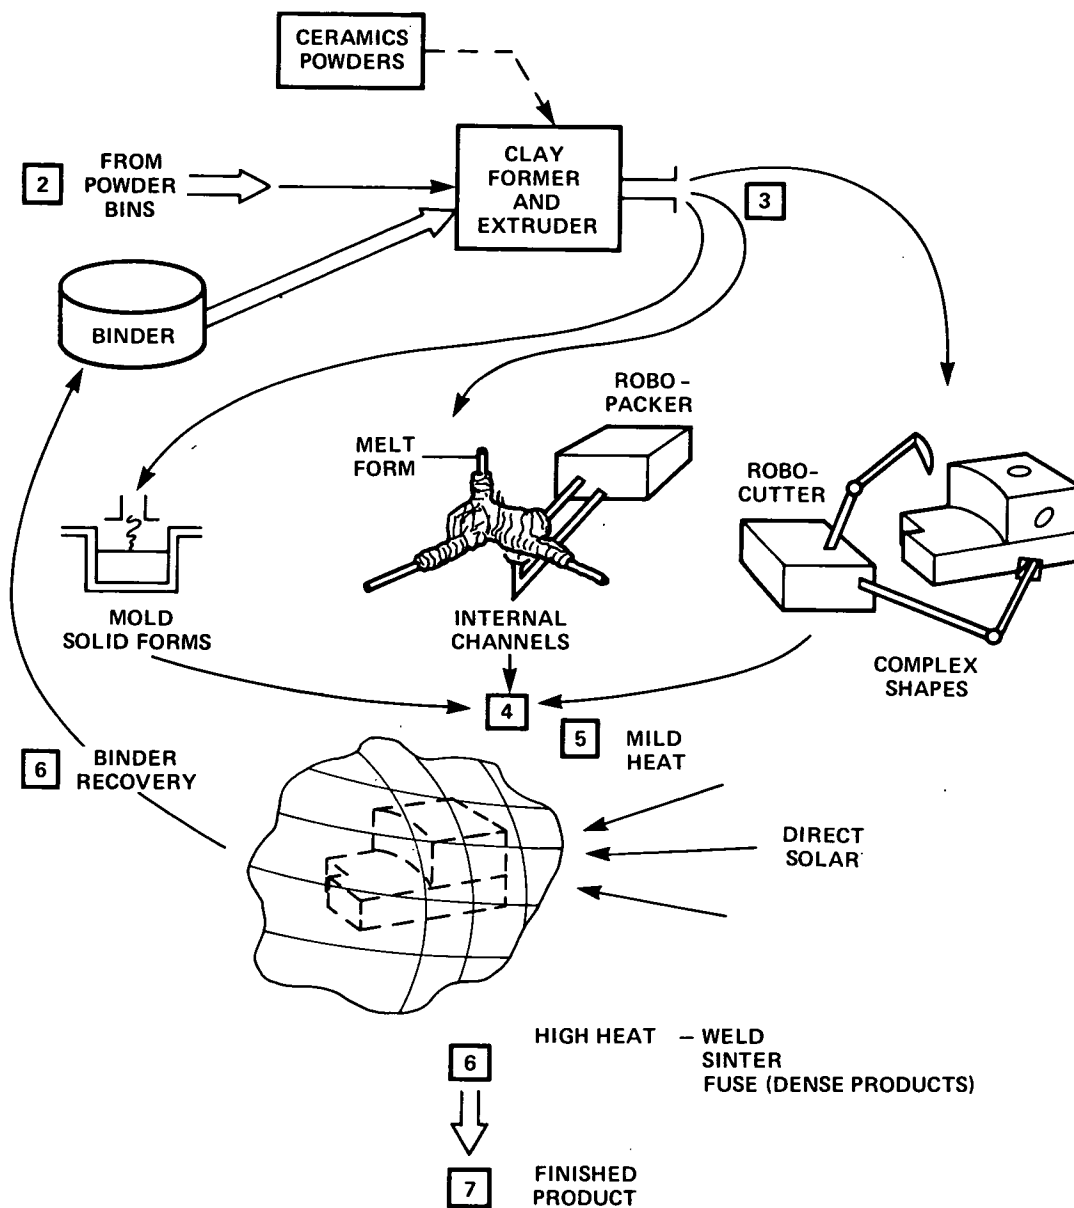 CERAMICS
POWDERS
CLAY
FORMER
AND
EXTRUDER
2
FROM
POWDER
BINS
3
BINDER
ROBO-
PACKER
MELT
FORM
ROBO-
CUTTER
MOLD
SOLID FORMS
INTERNAL
CHANNELS
COMPLEX
SHAPES
4
5
MILD
HEAT
6
BINDER
RECOVERY
DIRECT
SOLAR
HIGH HEAT – WELD
SINTER
FUSE (DENSE PRODUCTS)
6
7
FINISHED
PRODUCT